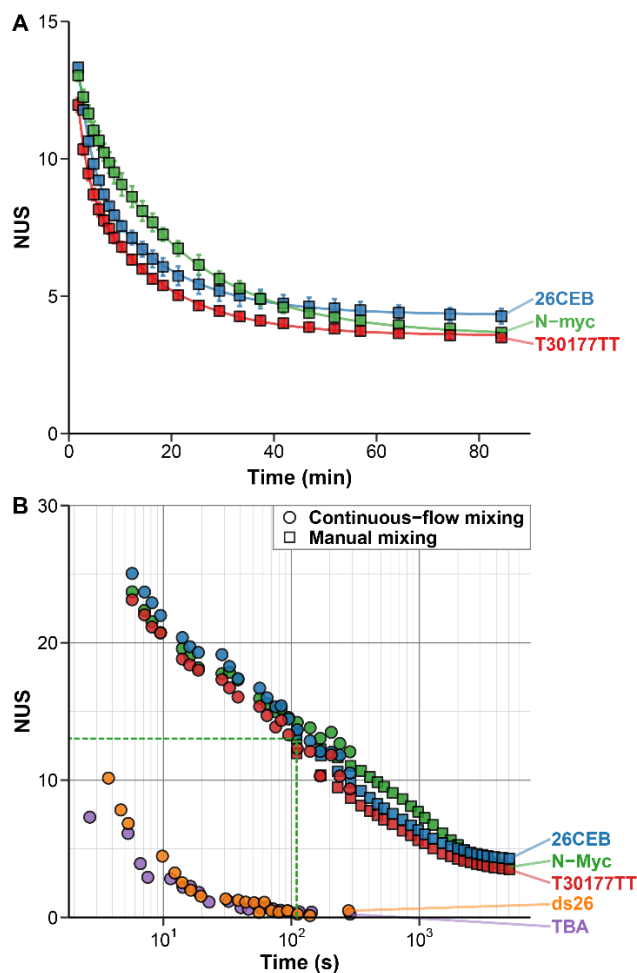 A
15
10
5
0
NUS
0 20 40 60 80
Time (min)
26CEB
N−myc
T30177TT
B
30
20
10
0
NUS
Continuous−flow mixing
Manual mixing
10¹ 10² 10³
Time (s)
26CEB
N−Myc
T30177TT
ds26
TBA